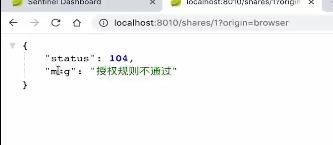 Sentinel Dashboard
localhost:8010/shares/1?origin
localhost:8010/shares/1?origin=browser
{
"status": 104,
"msg": "授权规则不通过"
}